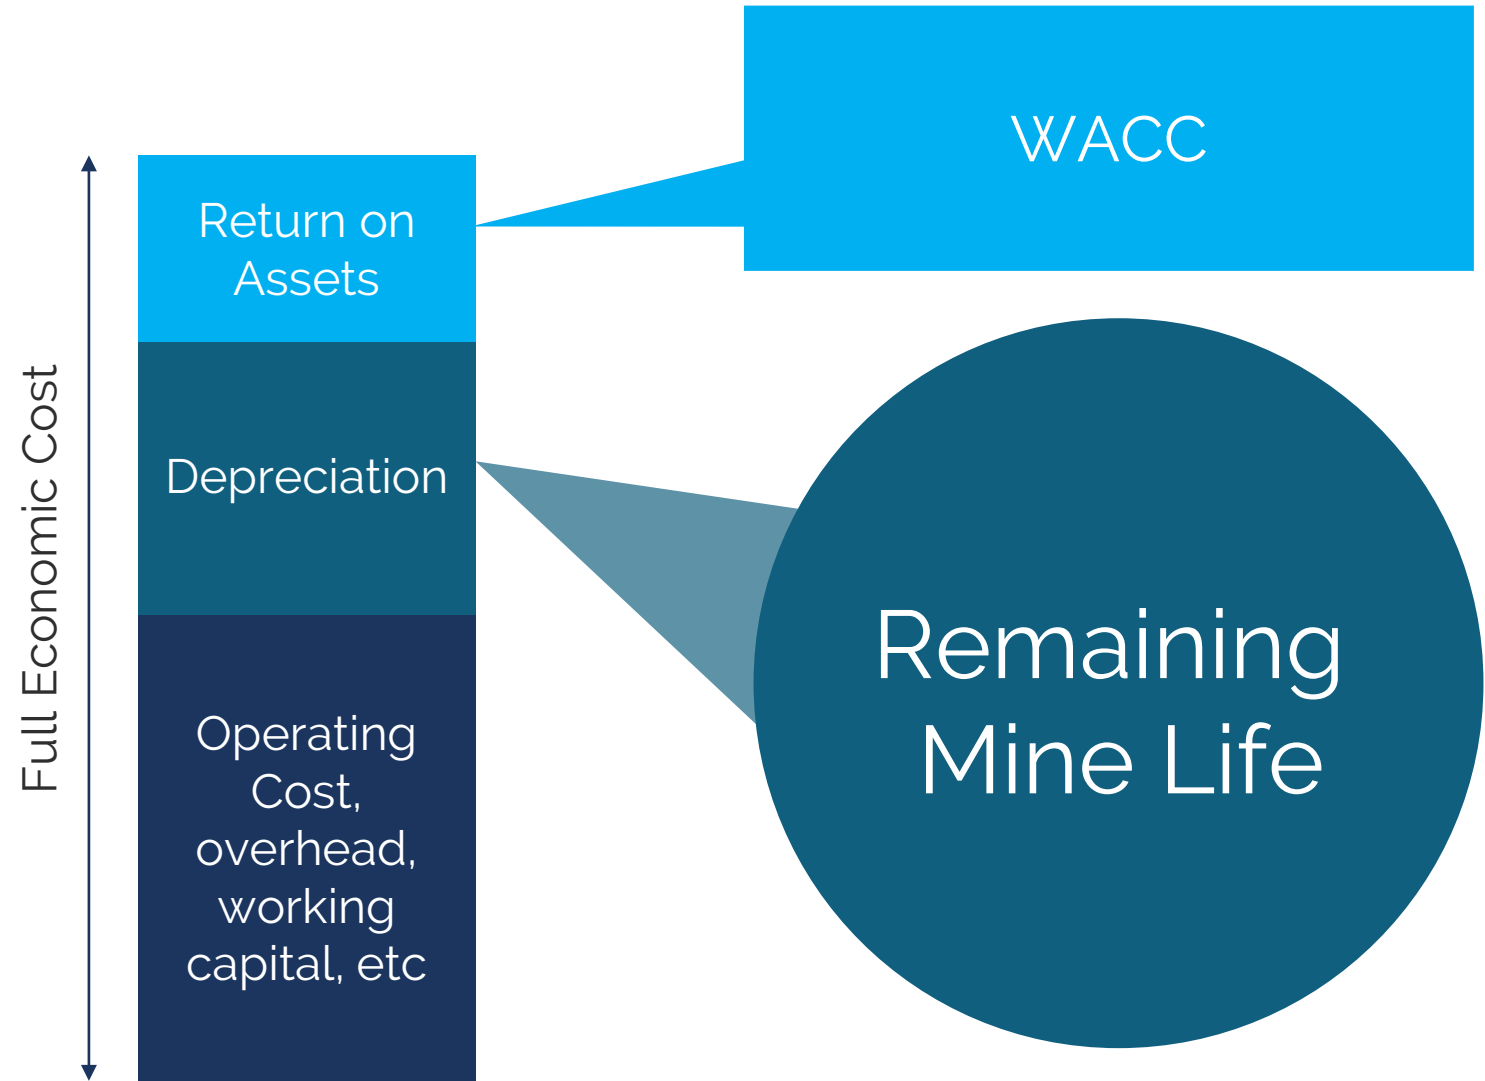 WACC
Return on
Assets
Full Economic Cost
Depreciation
Remaining
Mine Life
Operating
Cost,
overhead,
working
capital, etc